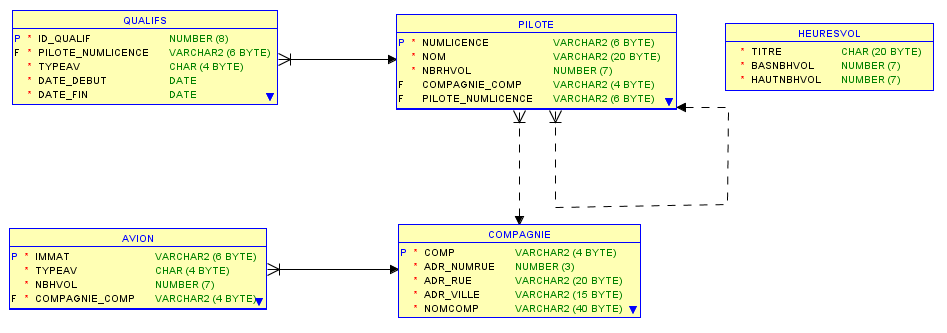 QUALIFS
P * ID_QUALIF NUMBER (8)
F * PILOTE_NUMLICENCE VARCHAR2 (6 BYTE)
* TYPEAV CHAR (4 BYTE)
* DATE_DEBUT DATE
* DATE_FIN DATE
PILOTE
P * NUMLICENCE VARCHAR2 (6 BYTE)
* NOM VARCHAR2 (20 BYTE)
* NBRHVOL NUMBER (7)
F COMPAGNIE_COMP VARCHAR2 (4 BYTE)
F PILOTE_NUMLICENCE VARCHAR2 (6 BYTE)
HEURESVOL
* TITRE CHAR (20 BYTE)
* BASNBHVOL NUMBER (7)
* HAUTNBHVOL NUMBER (7)
AVION
P * IMMAT VARCHAR2 (6 BYTE)
* TYPEAV CHAR (4 BYTE)
* NBHVOL NUMBER (7)
F * COMPAGNIE_COMP VARCHAR2 (4 BYTE)
COMPAGNIE
P * COMP VARCHAR2 (4 BYTE)
* ADR_NUMRUE NUMBER (3)
* ADR_RUE VARCHAR2 (20 BYTE)
* ADR_VILLE VARCHAR2 (15 BYTE)
* NOMCOMP VARCHAR2 (40 BYTE)